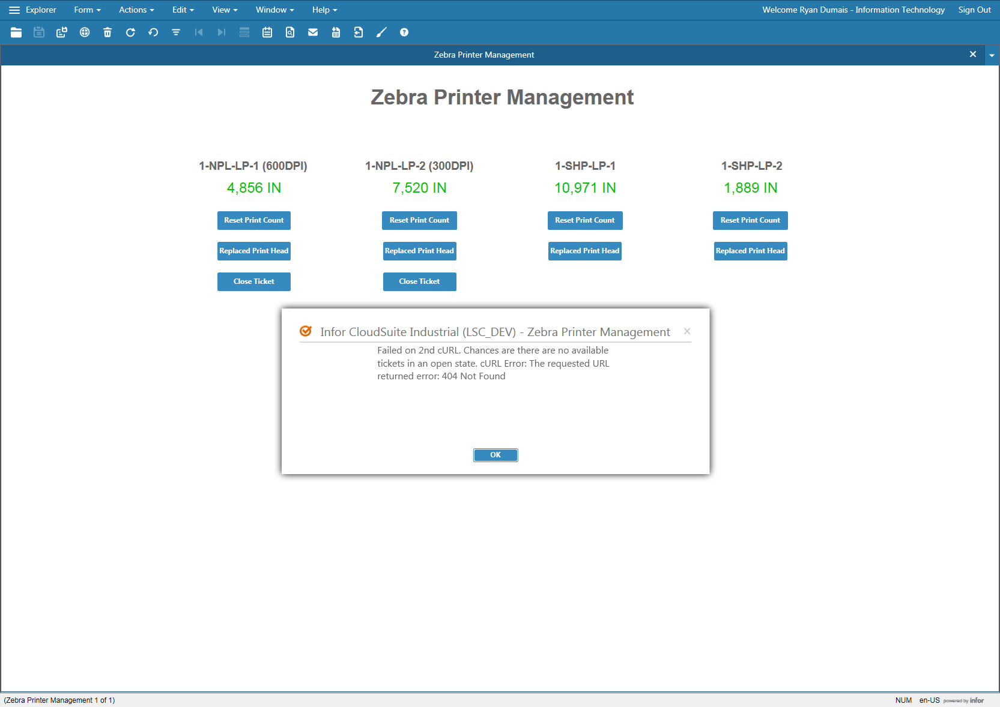 Explorer Form Actions Edit View Window Help Welcome Ryan Dumais - Information Technology Sign Out
Zebra Printer Management
Zebra Printer Management
1-NPL-LP-1 (600DPI) 1-NPL-LP-2 (300DPI) 1-SHP-LP-1 1-SHP-LP-2
4,856 IN 7,520 IN 10,971 IN 1,889 IN
Reset Print Count Reset Print Count Reset Print Count Reset Print Count
Replaced Print Head Replaced Print Head Replaced Print Head Replaced Print Head
Close Ticket Close Ticket
Infor CloudSuite Industrial (LSC_DEV) - Zebra Printer Management
Failed on 2nd cURL. Chances are there are no available
tickets in an open state. cURL Error: The requested URL
returned error: 404 Not Found
OK
(Zebra Printer Management 1 of 1) NUM en-US powered by infor